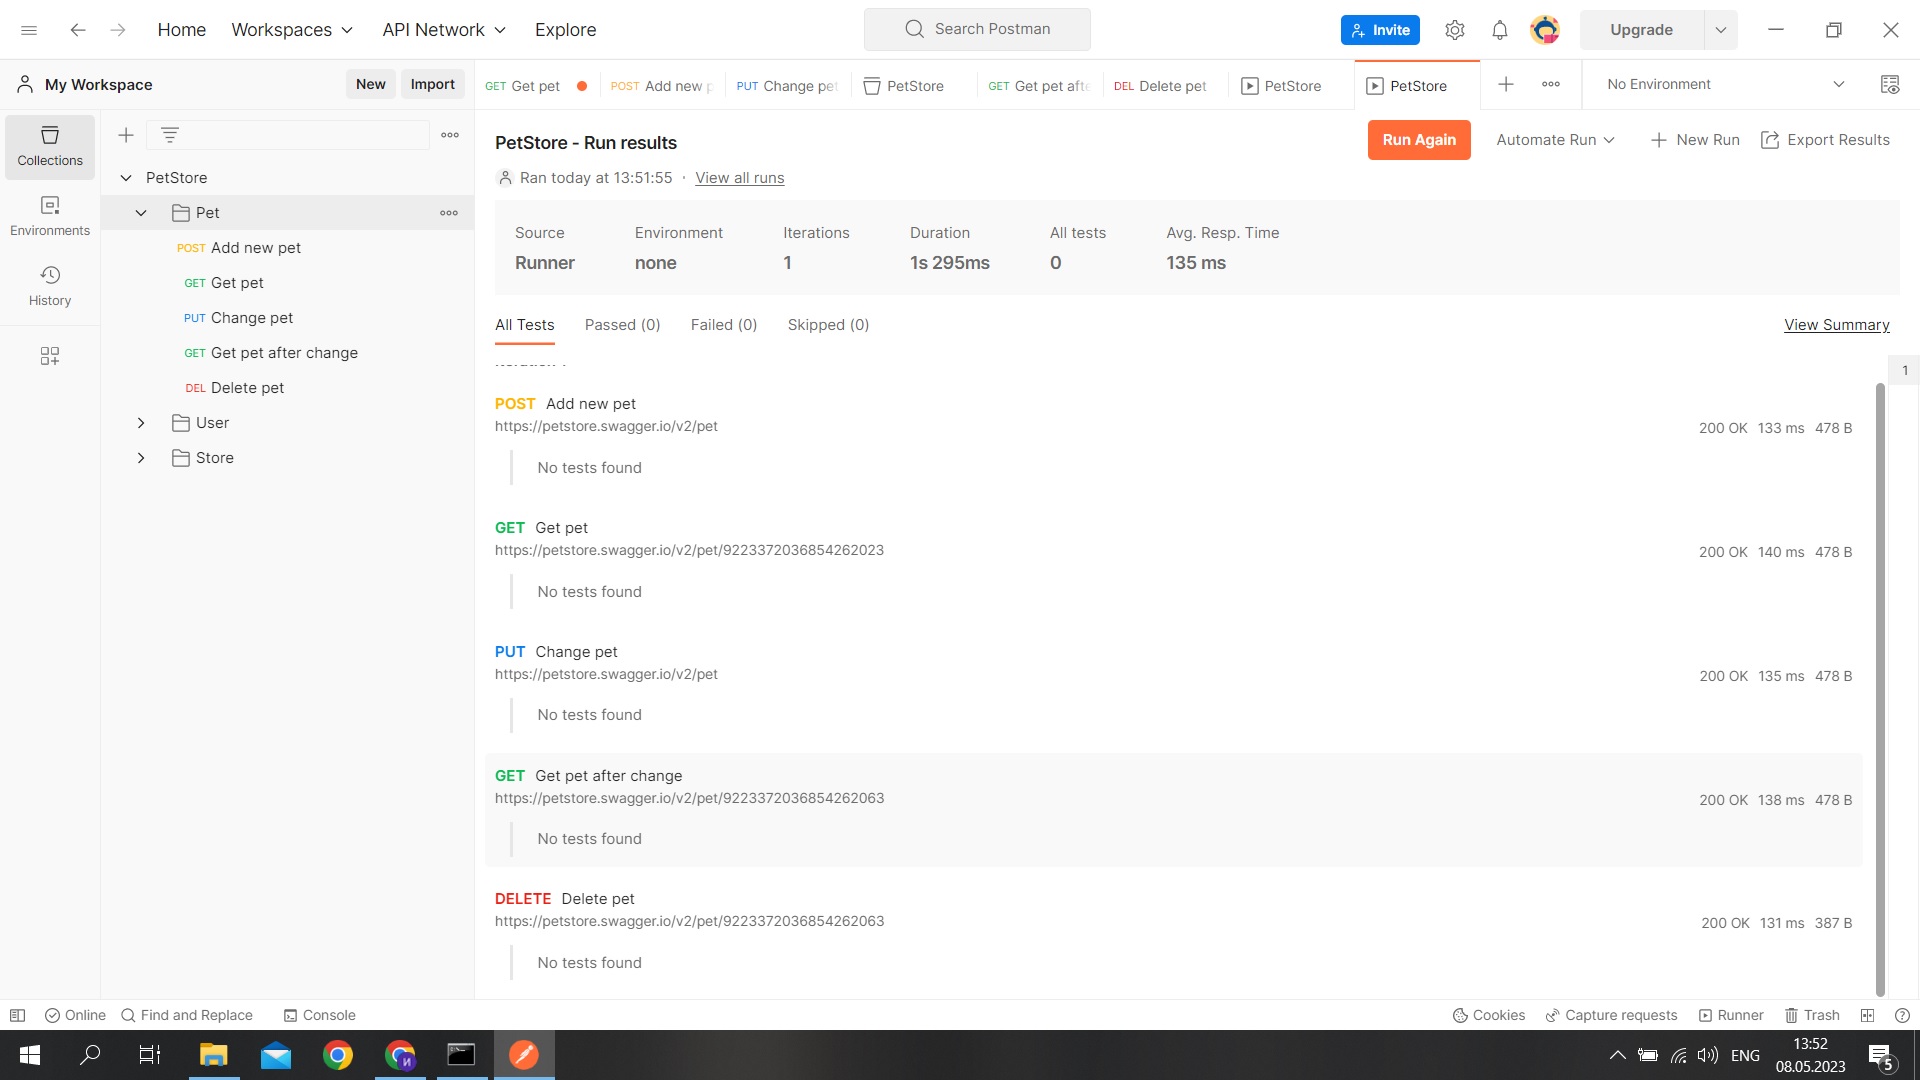 Home Workspaces API Network Explore Search Postman Invite Upgrade
My Workspace New Import
GET Get pet POST Add new p PUT Change pet PetStore GET Get pet afte DEL Delete pet PetStore PetStore No Environment
Collections
Environments
History
PetStore
Pet
POST Add new pet
GET Get pet
PUT Change pet
GET Get pet after change
DEL Delete pet
User
Store
PetStore - Run results
Run Again Automate Run New Run Export Results
Ran today at 13:51:55 · View all runs
Source Environment Iterations Duration All tests Avg. Resp. Time
Runner none 1 1s 295ms 0 135 ms
All Tests Passed (0) Failed (0) Skipped (0) View Summary
1
POST Add new pet
https://petstore.swagger.io/v2/pet
200 OK 133 ms 478 B
No tests found
GET Get pet
https://petstore.swagger.io/v2/pet/9223372036854262023
200 OK 140 ms 478 B
No tests found
PUT Change pet
https://petstore.swagger.io/v2/pet
200 OK 135 ms 478 B
No tests found
GET Get pet after change
https://petstore.swagger.io/v2/pet/9223372036854262063
200 OK 138 ms 478 B
No tests found
DELETE Delete pet
https://petstore.swagger.io/v2/pet/9223372036854262063
200 OK 131 ms 387 B
No tests found
Online Find and Replace Console Cookies Capture requests Runner Trash
ENG
13:52
08.05.2023
5